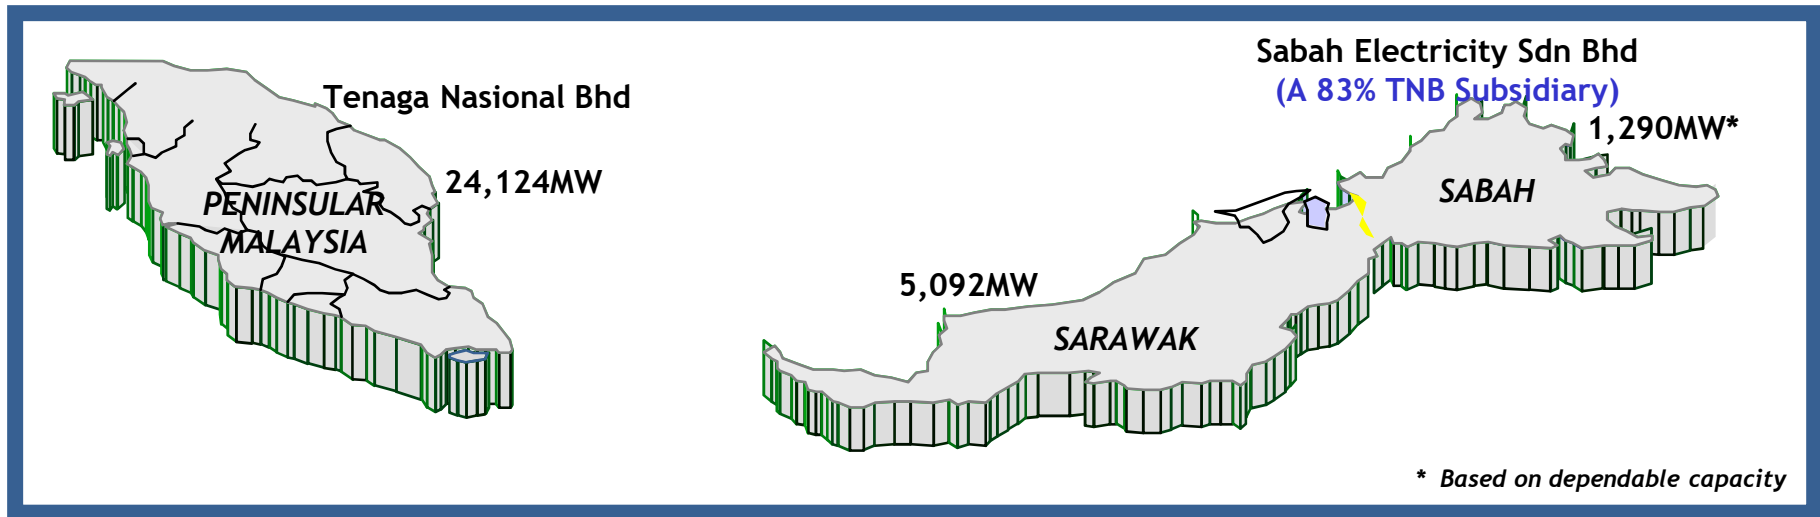 Tenaga Nasional Bhd
24,124MW
PENINSULAR
MALAYSIA
Sabah Electricity Sdn Bhd
(A 83% TNB Subsidiary)
1,290MW*
SABAH
5,092MW
SARAWAK
* Based on dependable capacity